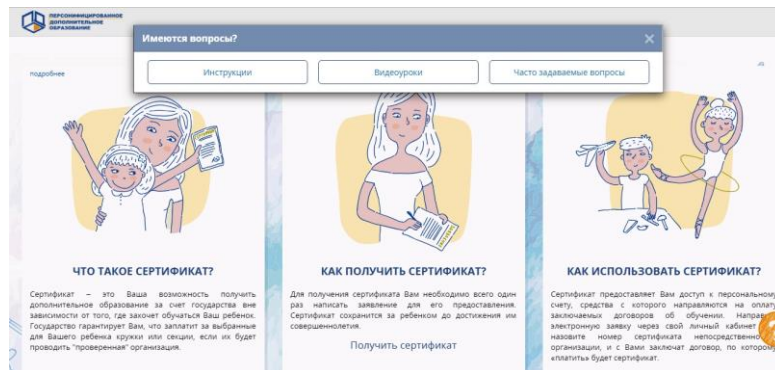 ПЕРСОНИФИЦИРОВАННОЕ
ДОПОЛНИТЕЛЬНОЕ
ОБРАЗОВАНИЕ
Имеются вопросы?
Инструкции
Видеоуроки
Часто задаваемые вопросы
подробнее
ЧТО ТАКОЕ СЕРТИФИКАТ?
Сертификат – это Ваша возможность получить
дополнительное образование за счет государства вне
зависимости от того, где захочет обучаться Ваш ребенок.
Государство гарантирует Вам, что заплатит за выбранные
для Вашего ребенка кружки или секции, если их будет
проводить "проверенная" организация.
КАК ПОЛУЧИТЬ СЕРТИФИКАТ?
Для получения сертификата Вам необходимо всего один
раз написать заявление для его предоставления.
Сертификат сохранится за ребенком до достижения им
совершеннолетия.
Получить сертификат
КАК ИСПОЛЬЗОВАТЬ СЕРТИФИКАТ?
Сертификат предоставляет Вам доступ к персональному
счету, средства с которого направляются на оплату
заключаемых договоров об обучении.
электронную заявку через свой личный кабинет
назовите номер сертификата непосредственно
организации, и с Вами заключат договор, по которому
«платить» будет сертификат.